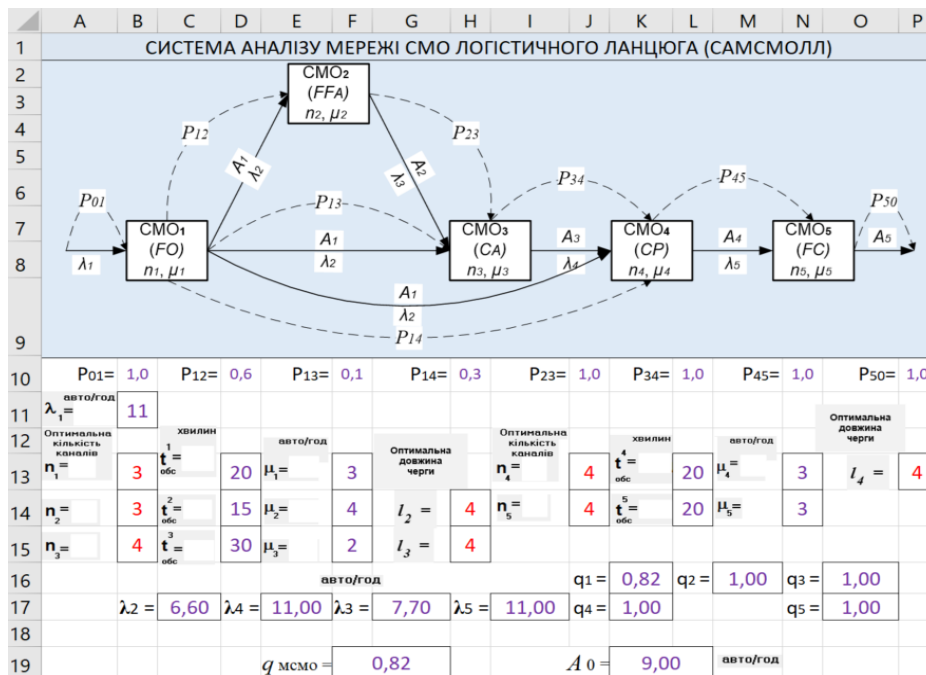 A B C D E F G H I J K L M N O P
1 СИСТЕМА АНАЛІЗУ МЕРЕЖІ СМО ЛОГІСТИЧНОГО ЛАНЦЮГА (САМСМОЛЛ)
2 СМО₂
3 (FFA)
n₂, μ₂
4 P₁₂ A₁ λ₂ A₂ λ₃ P₂₃
5
6 P₀₁ P₁₃ P₃₄ P₄₅ P₅₀
7 СМО₁ A₁ СМО₃ A₃ СМО₄ A₄ СМО₅ A₅
(FO) (CA) (CP) (FC)
8 λ₁ n₁, μ₁ λ₂ n₃, μ₃ λ₄ n₄, μ₄ λ₅ n₅, μ₅
A₁
λ₂
9 P₁₄
10 P₀₁= 1,0 P₁₂= 0,6 P₁₃= 0,1 P₁₄= 0,3 P₂₃= 1,0 P₃₄= 1,0 P₄₅= 1,0 P₅₀= 1,0
авто/год
11 λ₁= 11
12 Оптимальна кількість каналів хвилин авто/год Оптимальна довжина черги Оптимальна кількість каналів хвилин авто/год Оптимальна довжина черги
13 n₁= 3 t¹обс= 20 μ₁= 3 n₄= 4 t⁴обс= 20 μ₄= 3 l₄ = 4
14 n₂= 3 t²обс= 15 μ₂= 4 l₂ = 4 n₅= 4 t⁵обс= 20 μ₅= 3
15 n₃= 4 t³обс= 30 μ₃= 2 l₃ = 4
16 авто/год q1 = 0,82 q2 = 1,00 q3 = 1,00
17 λ2 = 6,60 λ4 = 11,00 λ3 = 7,70 λ5 = 11,00 q4 = 1,00 q5 = 1,00
18
19 q мсмо = 0,82 A 0 = 9,00 авто/год